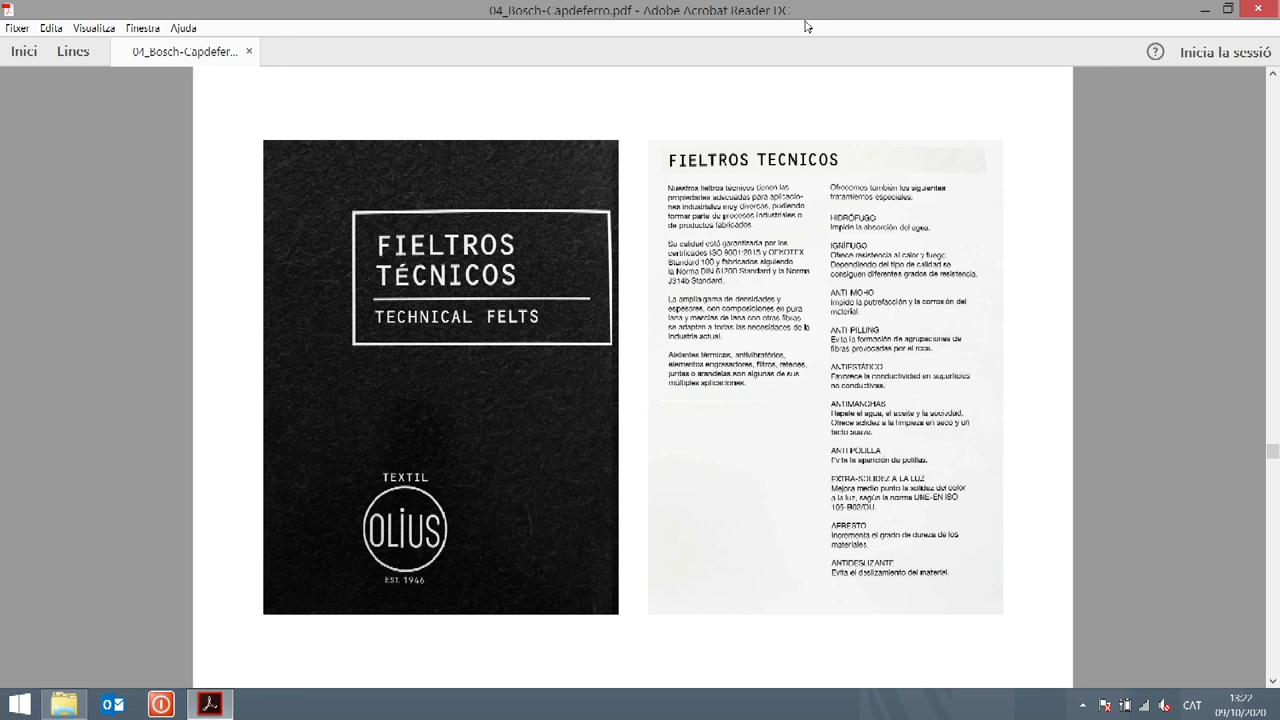 04_Bosch-Capdeferro.pdf - Adobe Acrobat Reader DC
Fitxer Edita Visualitza Finestra Ajuda
Inici Lines 04_Bosch-Capdefer... × ? Inicia la sessió
FIELTROS
TÉCNICOS
TECHNICAL FELTS
TEXTIL
OLiUS
EST. 1946
FIELTROS TECNICOS
Nuestros fieltros técnicos tienen las
propiedades adecuadas para aplicacio-
nes industriales muy diversas, pudiendo
formar parte de procesos industriales o
de productos fabricados.
Su calidad está garantizada por los
certificados ISO 9001:2015 y OEKOTEX
Standard 100 y fabricados siguiendo
la Norma DIN 61200 Standard y la Norma
J314b Standard.
La amplia gama de densidades y
espesores, con composiciones en pura
lana y mezclas de lana con otras fibras
se adaptan a todas las necesidades de la
industria actual.
Aislantes térmicos, antivibratórios,
elementos engrasadores, filtros, retenes,
juntas o arandelas son algunas de sus
múltiples aplicaciones.
Ofrecemos también los siguientes
tratamientos especiales:
HIDRÓFUGO
Impide la absorción del agua.
IGNÍFUGO
Ofrece resistencia al calor y fuego.
Dependiendo del tipo de calidad se
consiguen diferentes grados de resistencia.
ANTI MOHO
Impide la putrefacción y la corrosión del
material.
ANTI PILLING
Evita la formación de agrupaciones de
fibras provocadas por el roce.
ANTIESTÁTICO
Favorece la conductividad en superficies
no conductivas.
ANTIMANCHAS
Repele el agua, el aceite y la suciedad.
Ofrece solidez a la limpieza en seco y un
tacto suave.
ANTI POLILLA
Evita la aparición de polillas.
EXTRA-SOLIDEZ A LA LUZ
Mejora medio punto la solidez del color
a la luz, según la norma UNE-EN ISO
105-B02/DU.
APRESTO
Incrementa el grado de dureza de los
materiales.
ANTIDESLIZANTE
Evita el deslizamiento del material.
CAT
13:22
09/10/2020